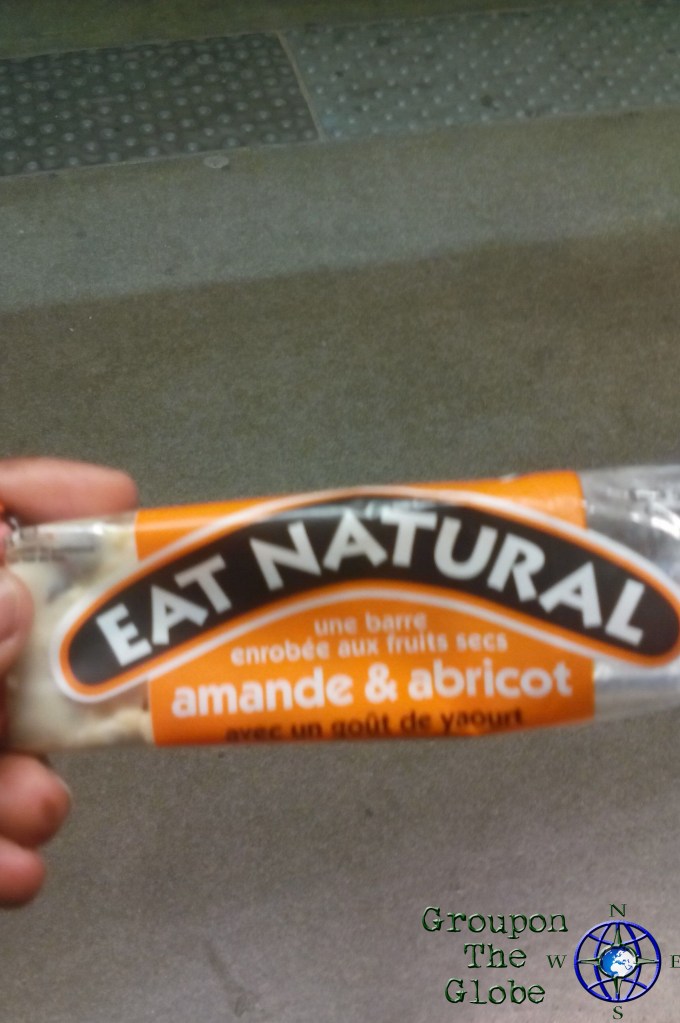 EAT NATURAL
une barre
enrobée aux fruits secs
amande & abricot
avec un goût de yaourt
Groupon
The
Globe
N
W
E
S